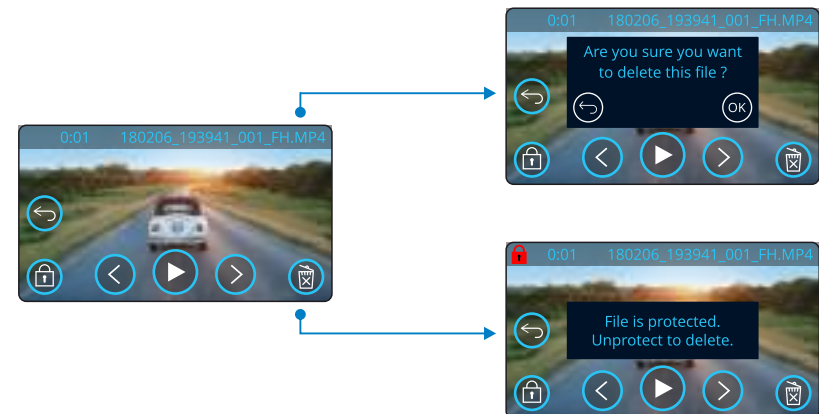 0:01 180206_193941_001_FH.MP4
0:01 180206_193941_001_FH.MP4
Are you sure you want
to delete this file ?
OK
0:01 180206_193941_001_FH.MP4
File is protected.
Unprotect to delete.